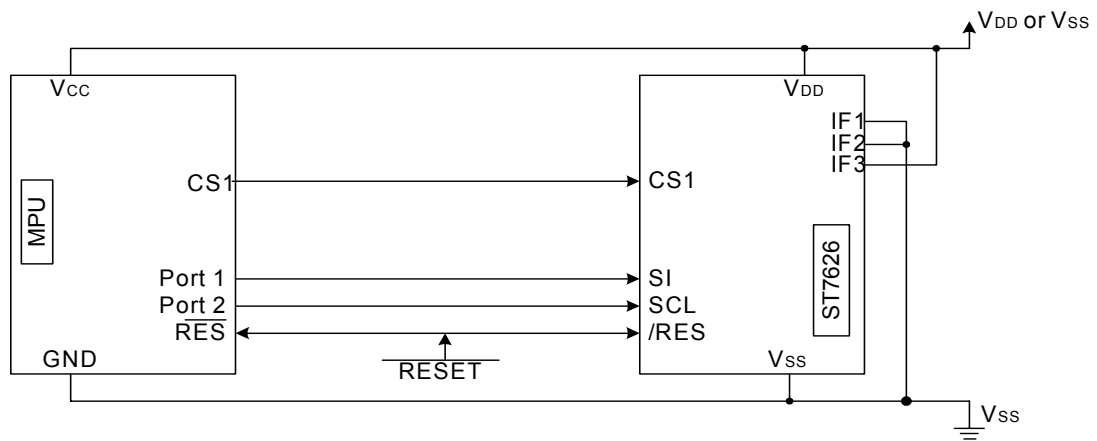 VDD or VSS
VCC
VDD
IF1
IF2
IF3
CS1
CS1
MPU
ST7626
Port 1
SI
Port 2
SCL
RES
/RES
GND
RESET
VSS
VSS